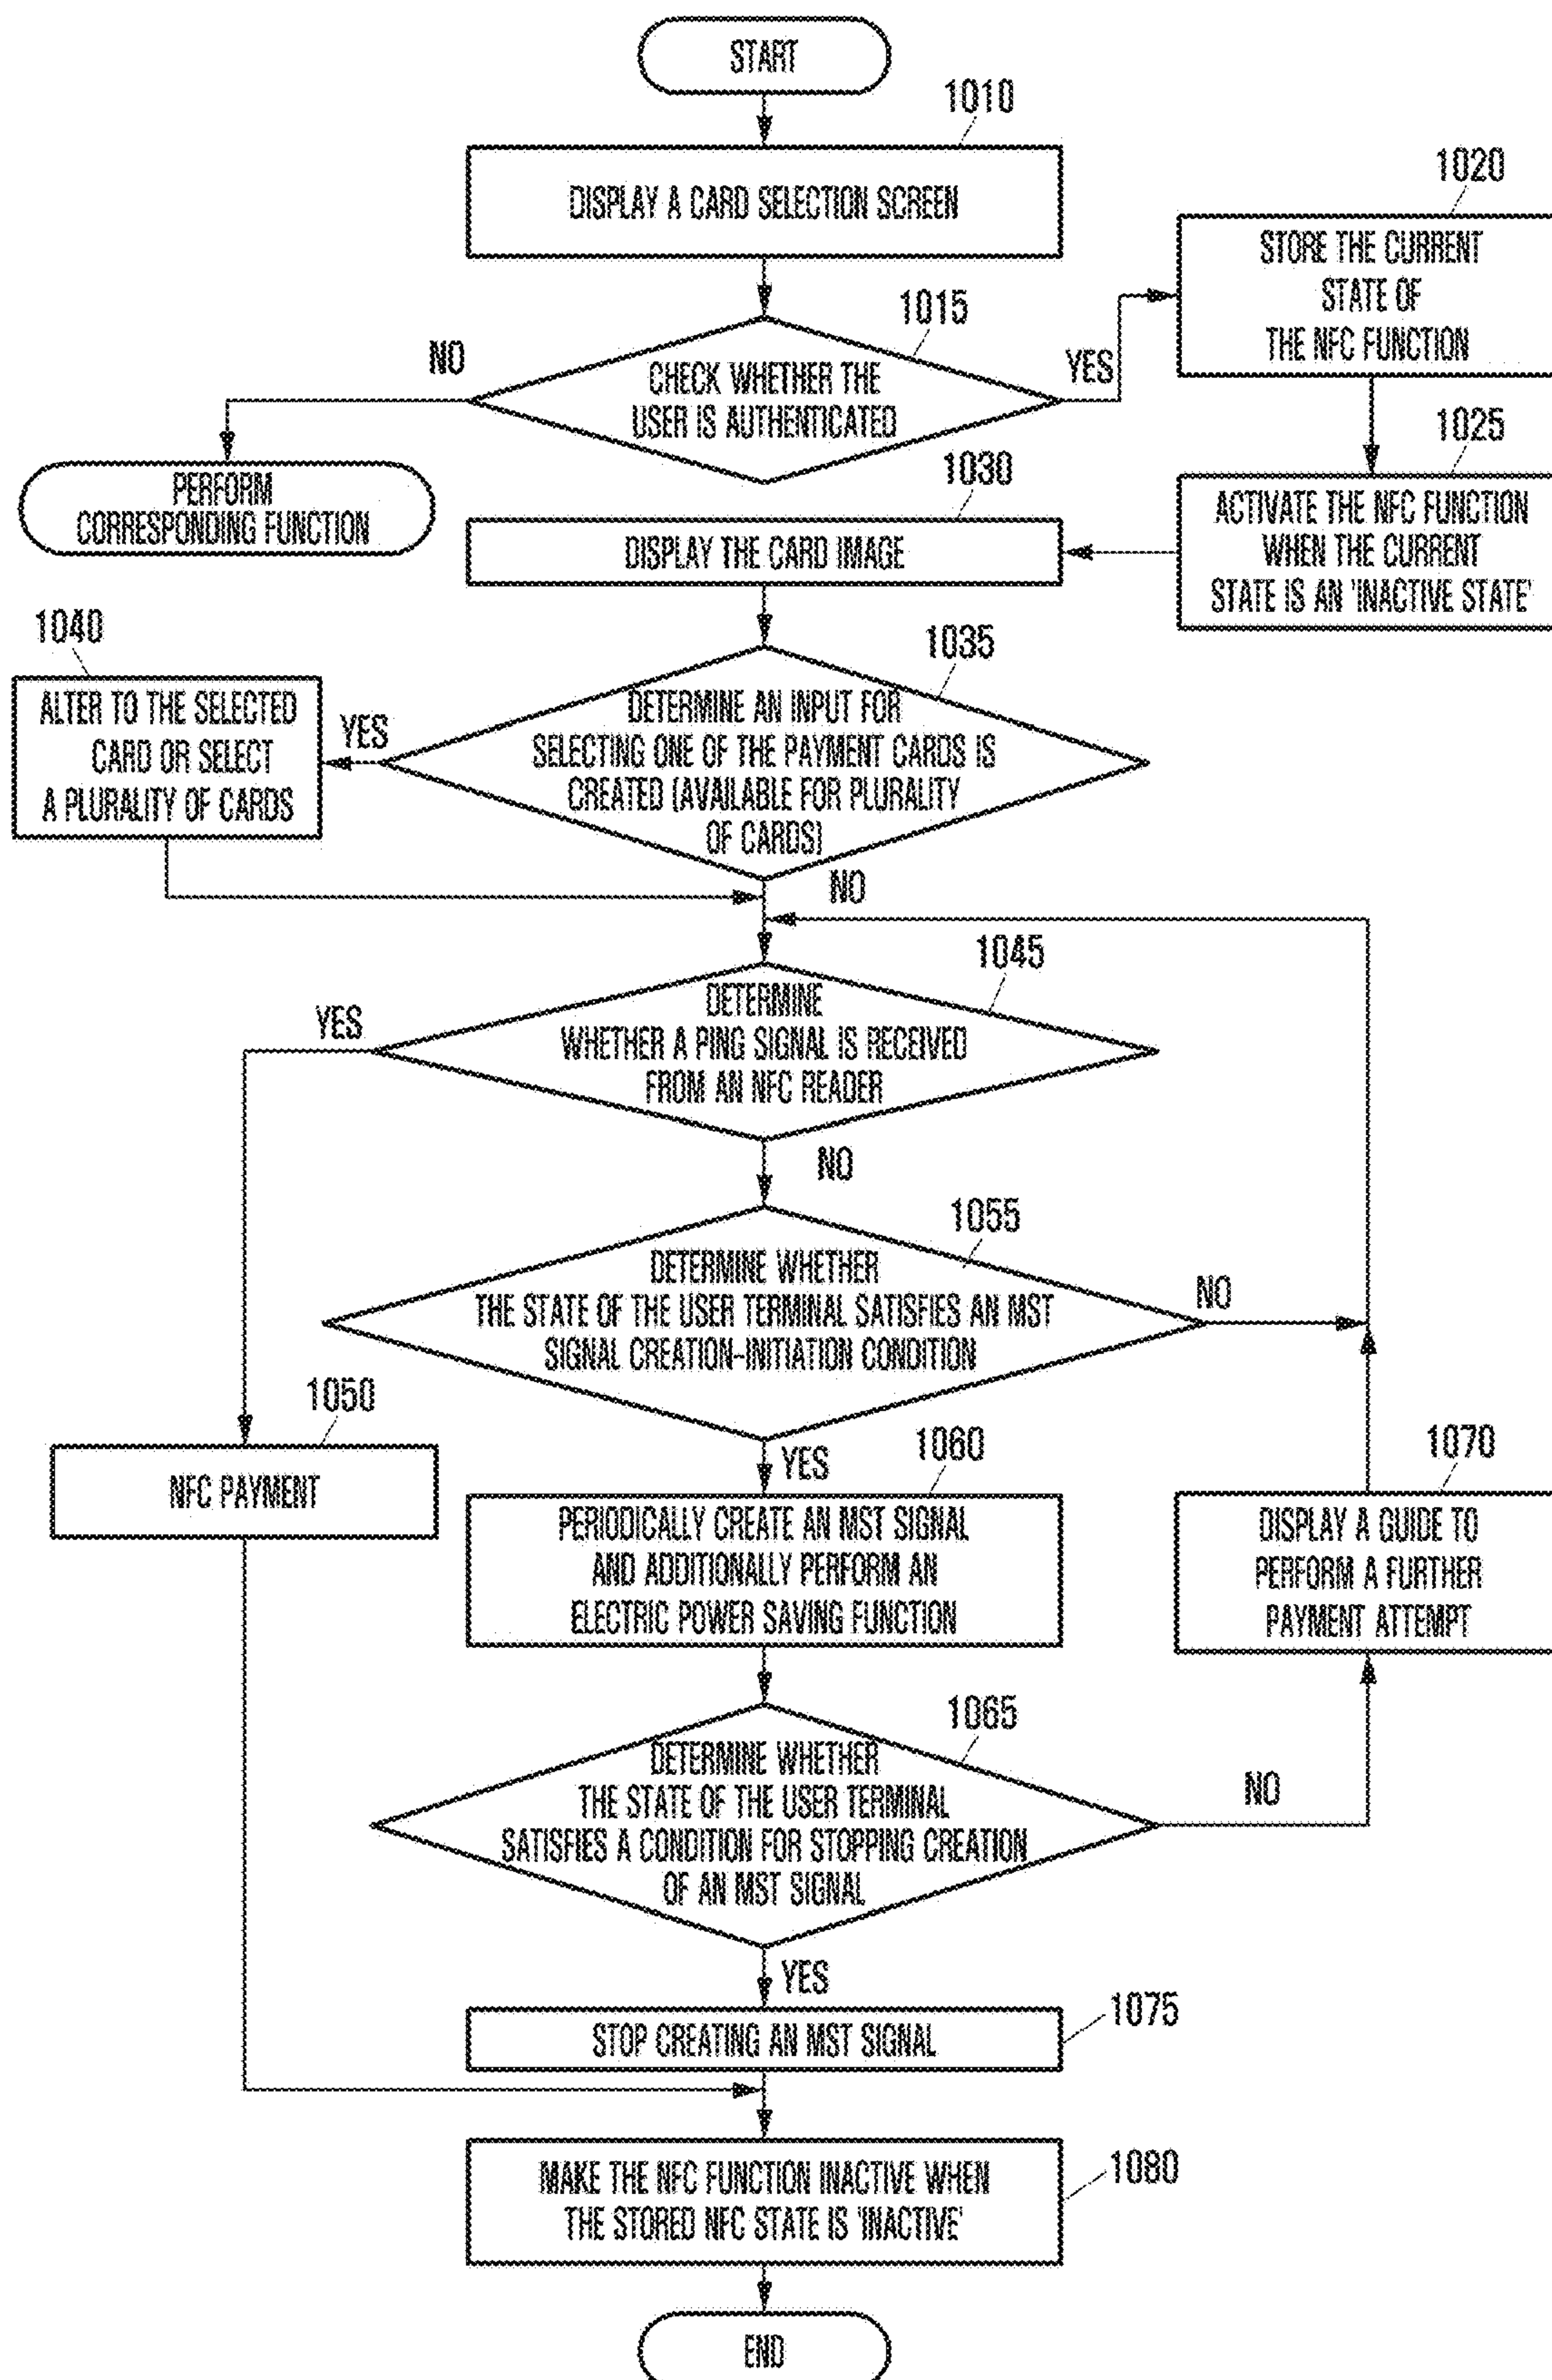 START
1010
DISPLAY A CARD SELECTION SCREEN
1020
STORE THE CURRENT
STATE OF
THE NFC FUNCTION
1015
CHECK WHETHER THE
USER IS AUTHENTICATED
NO
YES
PERFORM
CORRESPONDING FUNCTION
1025
ACTIVATE THE NFC FUNCTION
WHEN THE CURRENT
STATE IS AN 'INACTIVE STATE'
1030
DISPLAY THE CARD IMAGE
1035
DETERMINE AN INPUT FOR
SELECTING ONE OF THE PAYMENT CARDS IS
CREATED (AVAILABLE FOR PLURALITY
OF CARDS)
YES
1040
ALTER TO THE SELECTED
CARD OR SELECT
A PLURALITY OF CARDS
NO
1045
DETERMINE
WHETHER A PING SIGNAL IS RECEIVED
FROM AN NFC READER
YES
NO
1055
DETERMINE WHETHER
THE STATE OF THE USER TERMINAL SATISFIES AN MST
SIGNAL CREATION-INITIATION CONDITION
NO
1050
NFC PAYMENT
YES
1060
PERIODICALLY CREATE AN MST SIGNAL
AND ADDITIONALLY PERFORM AN
ELECTRIC POWER SAVING FUNCTION
1070
DISPLAY A GUIDE TO
PERFORM A FURTHER
PAYMENT ATTEMPT
1065
DETERMINE WHETHER
THE STATE OF THE USER TERMINAL
SATISFIES A CONDITION FOR STOPPING CREATION
OF AN MST SIGNAL
NO
YES
1075
STOP CREATING AN MST SIGNAL
1080
MAKE THE NFC FUNCTION INACTIVE WHEN
THE STORED NFC STATE IS 'INACTIVE'
END